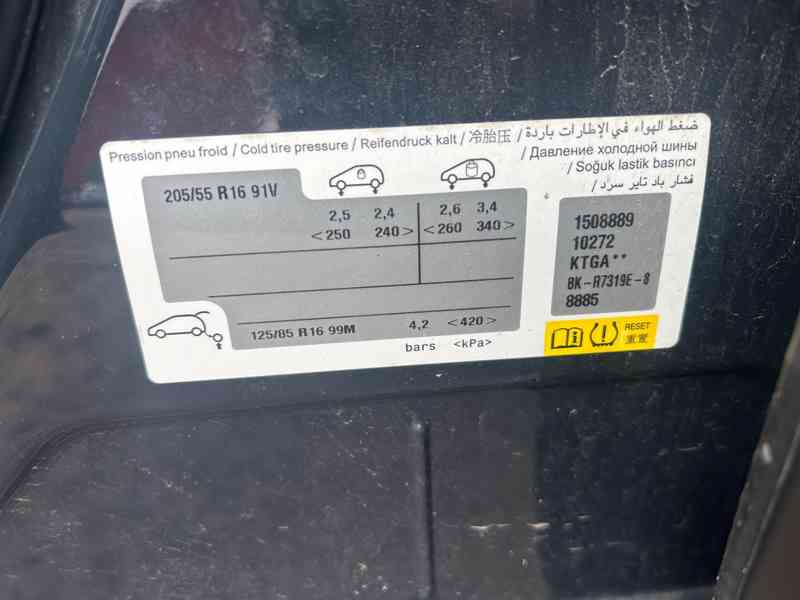 Pression pneu froid / Cold tire pressure / Reifendruck kalt / 冷胎压 / ضغط الهواء في الإطارات باردة
/ Давление холодной шины
/ Soğuk lastik basıncı
/ فشار باد تایر سرد
205/55 R16 91V
2,5 2,4 2,6 3,4
<250 240> <260 340>
125/85 R16 99M 4,2 <420>
bars <kPa>
1508889
10272
KTGA**
BK-R7319E-8
8885
i
!
RESET
重置